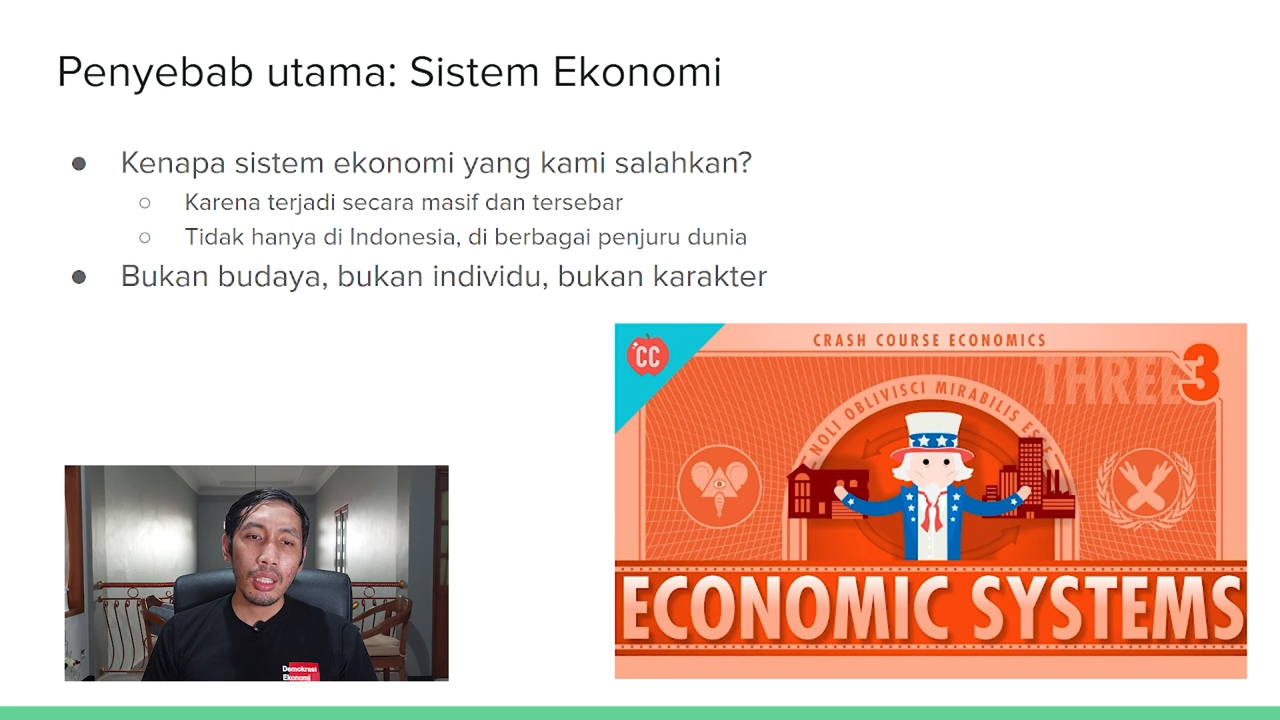 Penyebab utama: Sistem Ekonomi
● Kenapa sistem ekonomi yang kami salahkan?
○ Karena terjadi secara masif dan tersebar
○ Tidak hanya di Indonesia, di berbagai penjuru dunia
● Bukan budaya, bukan individu, bukan karakter
CRASH COURSE ECONOMICS
CC
THREE 3
NOLI OBLIVISCI MIRABILIS ES
ECONOMIC SYSTEMS
Demokrasi
Ekonomi